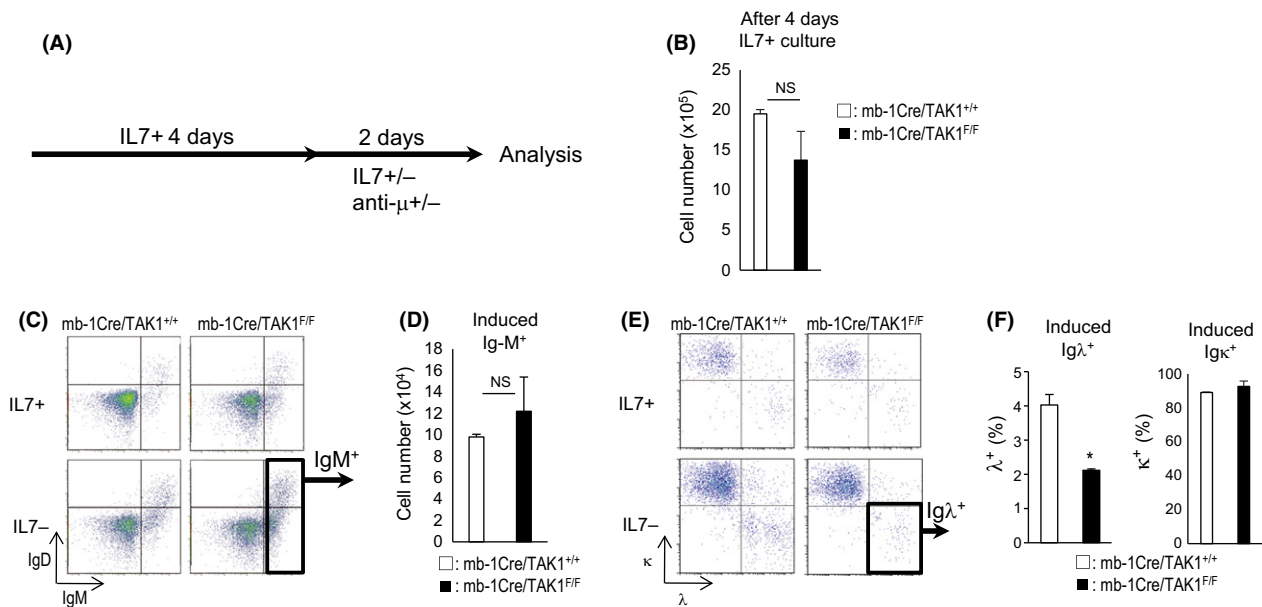 (A)
IL7+ 4 days
2 days
Analysis
IL7+/–
anti-μ+/–
(B)
After 4 days
IL7+ culture
Cell number (x10⁵)
25
20
15
10
5
0
NS
□: mb-1Cre/TAK1⁺/⁺
■: mb-1Cre/TAK1ᶠ/ᶠ
(C)
mb-1Cre/TAK1⁺/⁺
mb-1Cre/TAK1ᶠ/ᶠ
IL7+
IL7–
IgM⁺
IgD
IgM
(D)
Induced
Ig-M⁺
Cell number (x10⁴)
18
16
14
12
10
8
6
4
2
0
NS
□: mb-1Cre/TAK1⁺/⁺
■: mb-1Cre/TAK1ᶠ/ᶠ
(E)
mb-1Cre/TAK1⁺/⁺
mb-1Cre/TAK1ᶠ/ᶠ
IL7+
IL7–
Igλ⁺
κ
λ
(F)
Induced
Igλ⁺
λ⁺ (%)
5
4
3
2
1
0
*
Induced
Igκ⁺
κ⁺ (%)
100
80
60
40
20
0
□: mb-1Cre/TAK1⁺/⁺
■: mb-1Cre/TAK1ᶠ/ᶠ